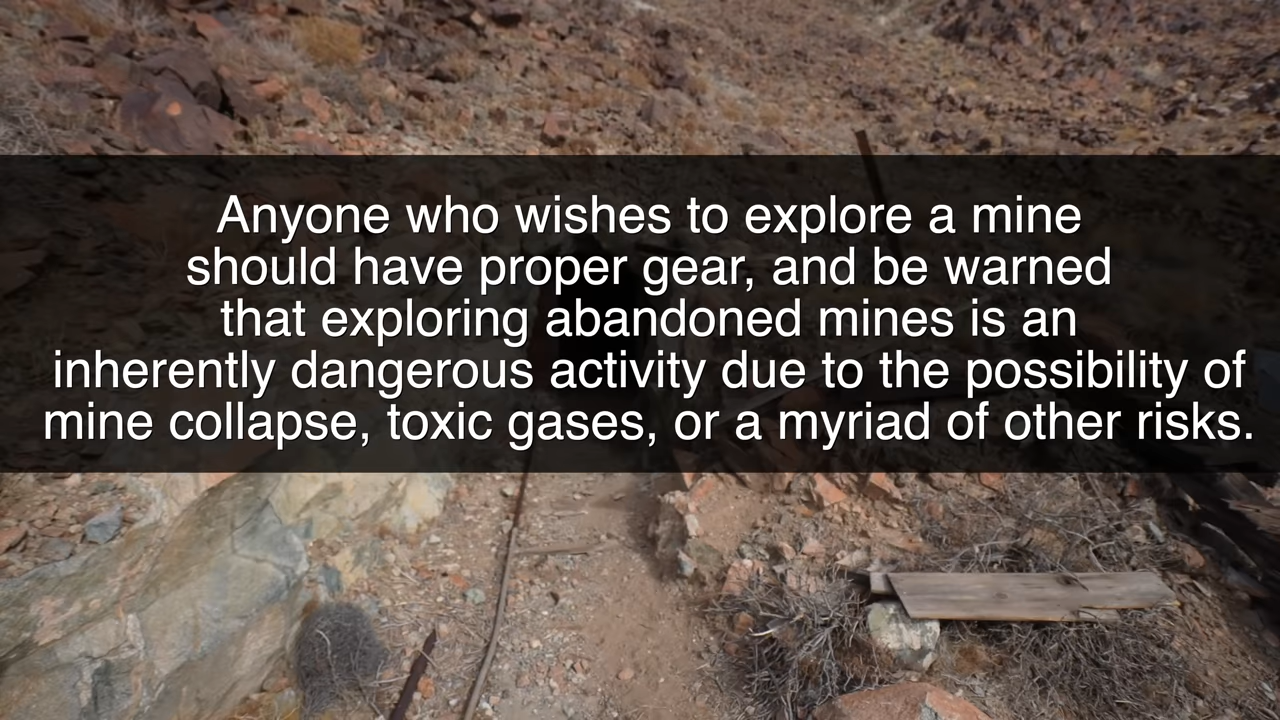 Anyone who wishes to explore a mine
should have proper gear, and be warned
that exploring abandoned mines is an
inherently dangerous activity due to the possibility of
mine collapse, toxic gases, or a myriad of other risks.